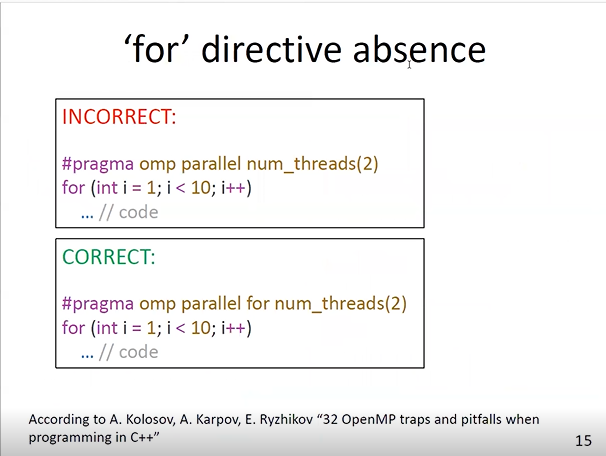 ‘for’ directive absence
INCORRECT:
#pragma omp parallel num_threads(2)
for (int i = 1; i < 10; i++)
... // code
CORRECT:
#pragma omp parallel for num_threads(2)
for (int i = 1; i < 10; i++)
... // code
According to A. Kolosov, A. Karpov, E. Ryzhikov “32 OpenMP traps and pitfalls when
programming in C++”
15